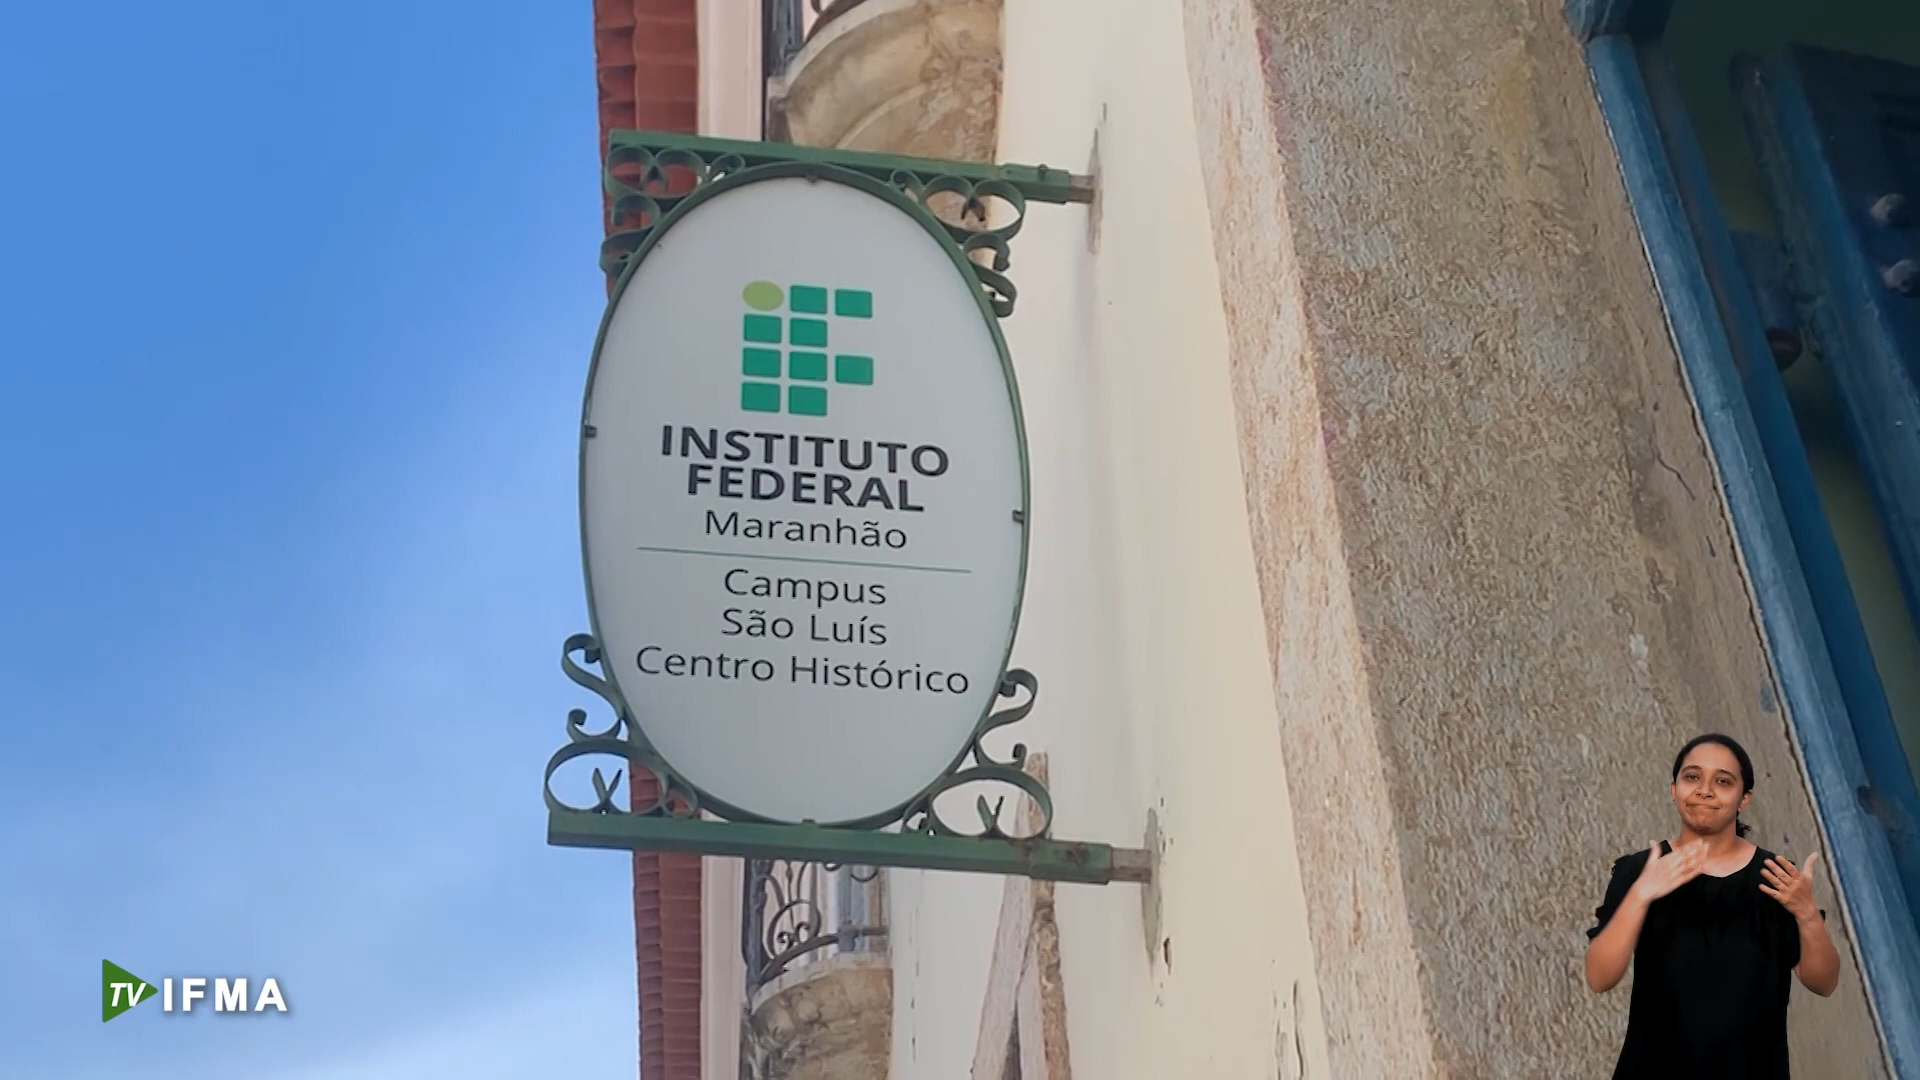 INSTITUTO
FEDERAL
Maranhão
Campus
São Luís
Centro Histórico
TV IFMA